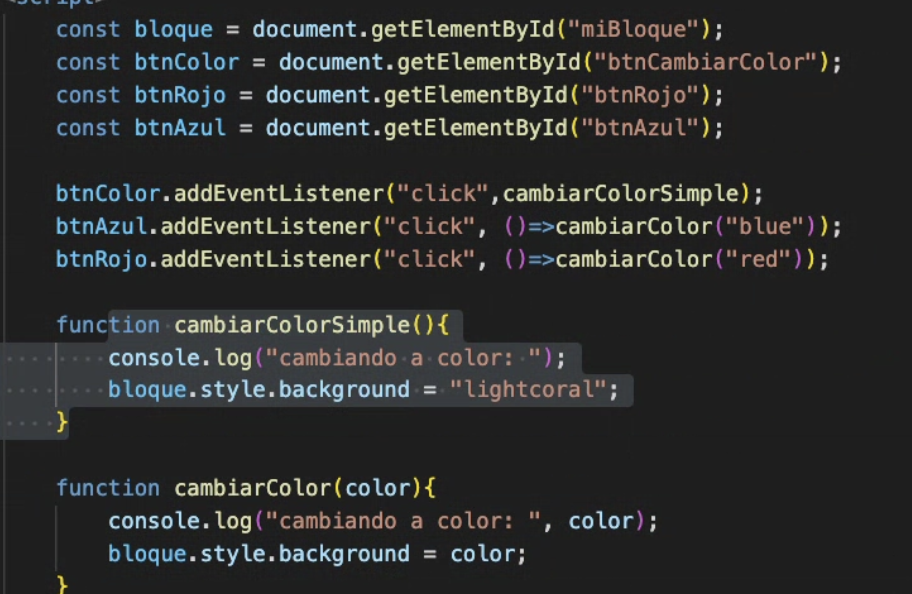 <script>
const bloque = document.getElementById("miBloque");
const btnColor = document.getElementById("btnCambiarColor");
const btnRojo = document.getElementById("btnRojo");
const btnAzul = document.getElementById("btnAzul");
btnColor.addEventListener("click",cambiarColorSimple);
btnAzul.addEventListener("click", ()=>cambiarColor("blue"));
btnRojo.addEventListener("click", ()=>cambiarColor("red"));
function cambiarColorSimple(){
console.log("cambiando a color: ");
bloque.style.background = "lightcoral";
}
function cambiarColor(color){
console.log("cambiando a color: ", color);
bloque.style.background = color;
}